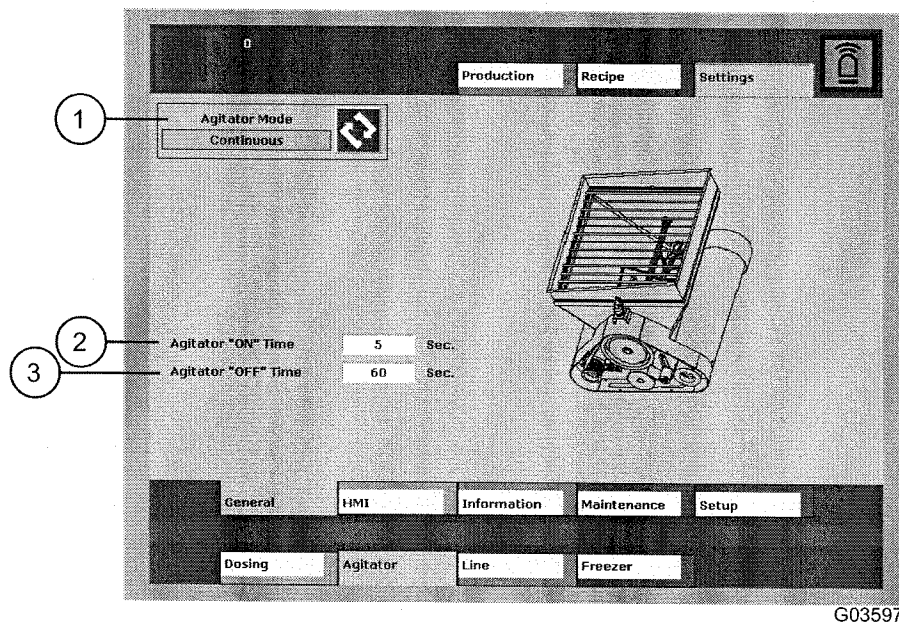 0
Production Recipe Settings
1
Agitator Mode
Continuous
2
Agitator "ON" Time 5 Sec.
3
Agitator "OFF" Time 60 Sec.
General HMI Information Maintenance Setup
Dosing Agitator Line Freezer
G03597